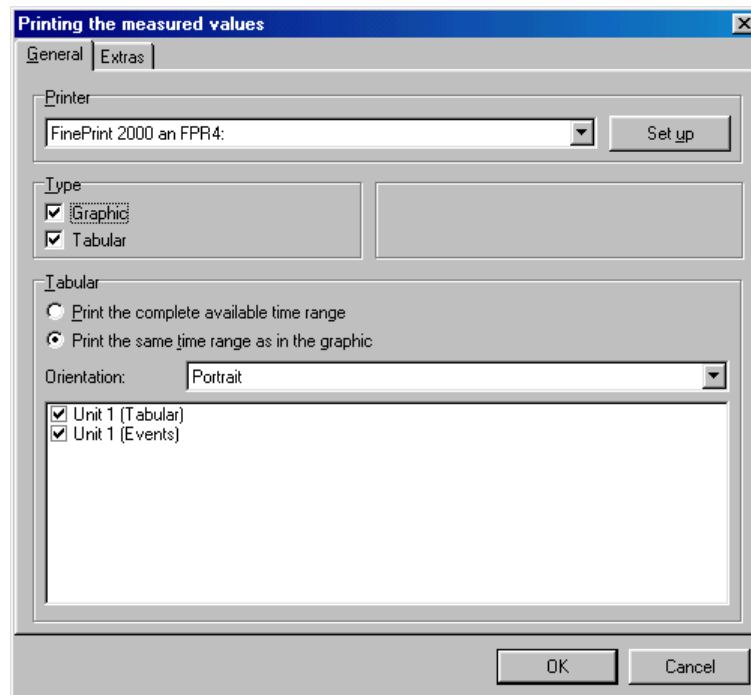 Printing the measured values
General Extras
Printer
FinePrint 2000 an FPR4:
Set up
Type
Graphic
Tabular
Tabular
Print the complete available time range
Print the same time range as in the graphic
Orientation: Portrait
Unit 1 (Tabular)
Unit 1 (Events)
OK Cancel